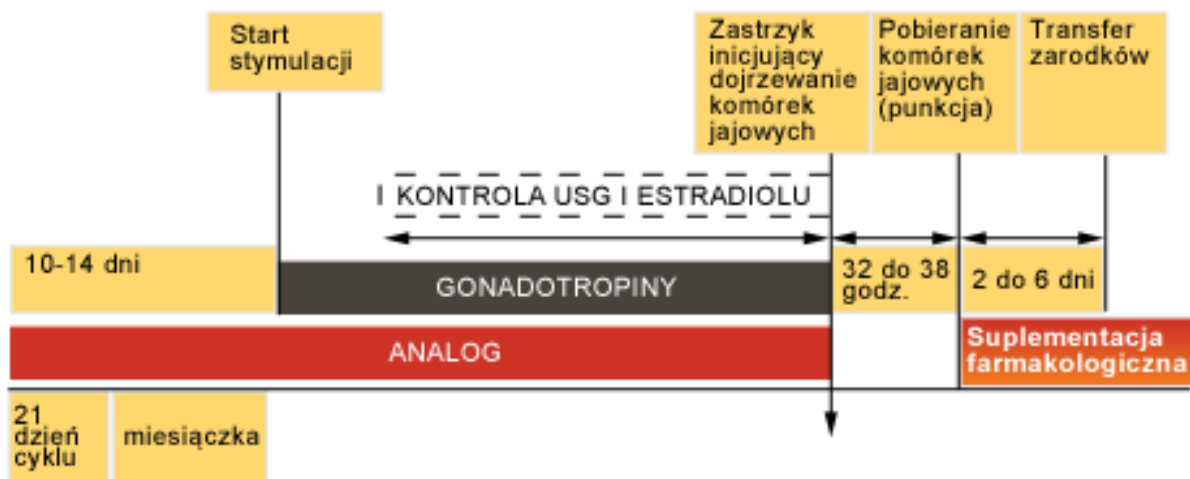 Start
stymulacji
Zastrzyk
inicjujący
dojrzewanie
komórek
jajowych
Pobieranie
komórek
jajowych
(punkcja)
Transfer
zarodków
I KONTROLA USG I ESTRADIOLU
10-14 dni
GONADOTROPINY
32 do 38
godz.
2 do 6 dni
ANALOG
Suplementacja
farmakologiczna
21
dzień
cyklu
miesiączka